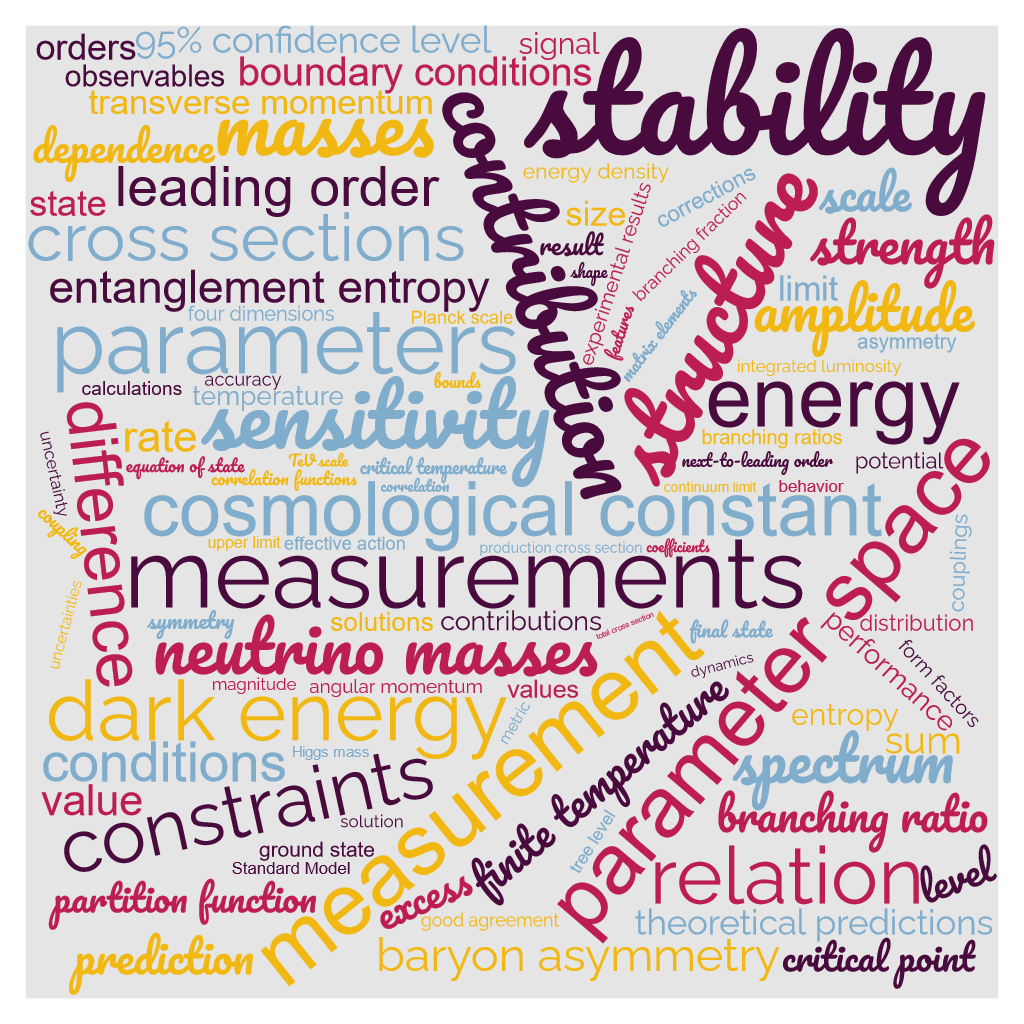 orders
95% confidence level
signal
stability
observables
boundary conditions
transverse momentum
masses
contribution
dependence
energy density
leading order
state
size
corrections
scale
structure
experimental results
branching fraction
result
shape
strength
cross sections
entanglement entropy
features
matrix elements
limit
amplitude
four dimensions
Planck scale
asymmetry
parameters
integrated luminosity
calculations
accuracy
bounds
energy
temperature
sensitivity
difference
rate
branching ratios
uncertainty
equation of state
TeV scale
critical temperature
next-to-leading order
potential
correlation functions
correlation
continuum limit
behavior
cosmological constant
coupling
upper limit
effective action
production cross section
coefficients
couplings
measurements
parameter space
uncertainties
symmetry
solutions
contributions
total cross section
final state
distribution
performance
form factors
neutrino masses
dynamics
magnitude
angular momentum
values
dark energy
metric
measurement
entropy
sum
conditions
Higgs mass
finite temperature
spectrum
value
constraints
solution
branching ratio
tree level
ground state
Standard Model
relation
level
partition function
excess
good agreement
theoretical predictions
prediction
baryon asymmetry
critical point